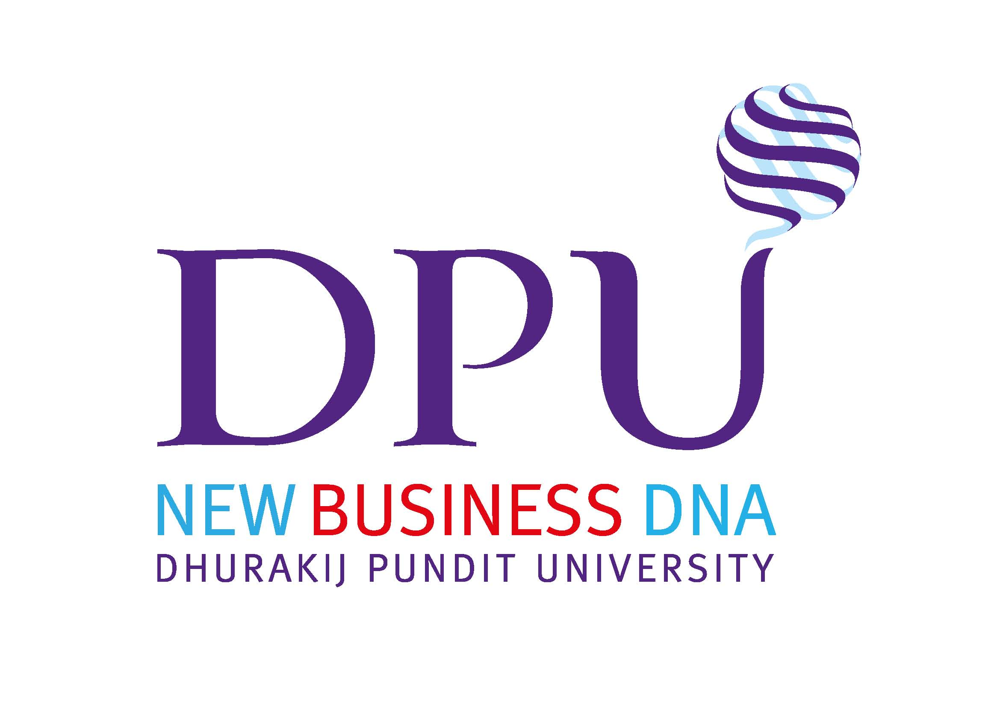 DPU
NEW BUSINESS DNA
DHURAKIJ PUNDIT UNIVERSITY